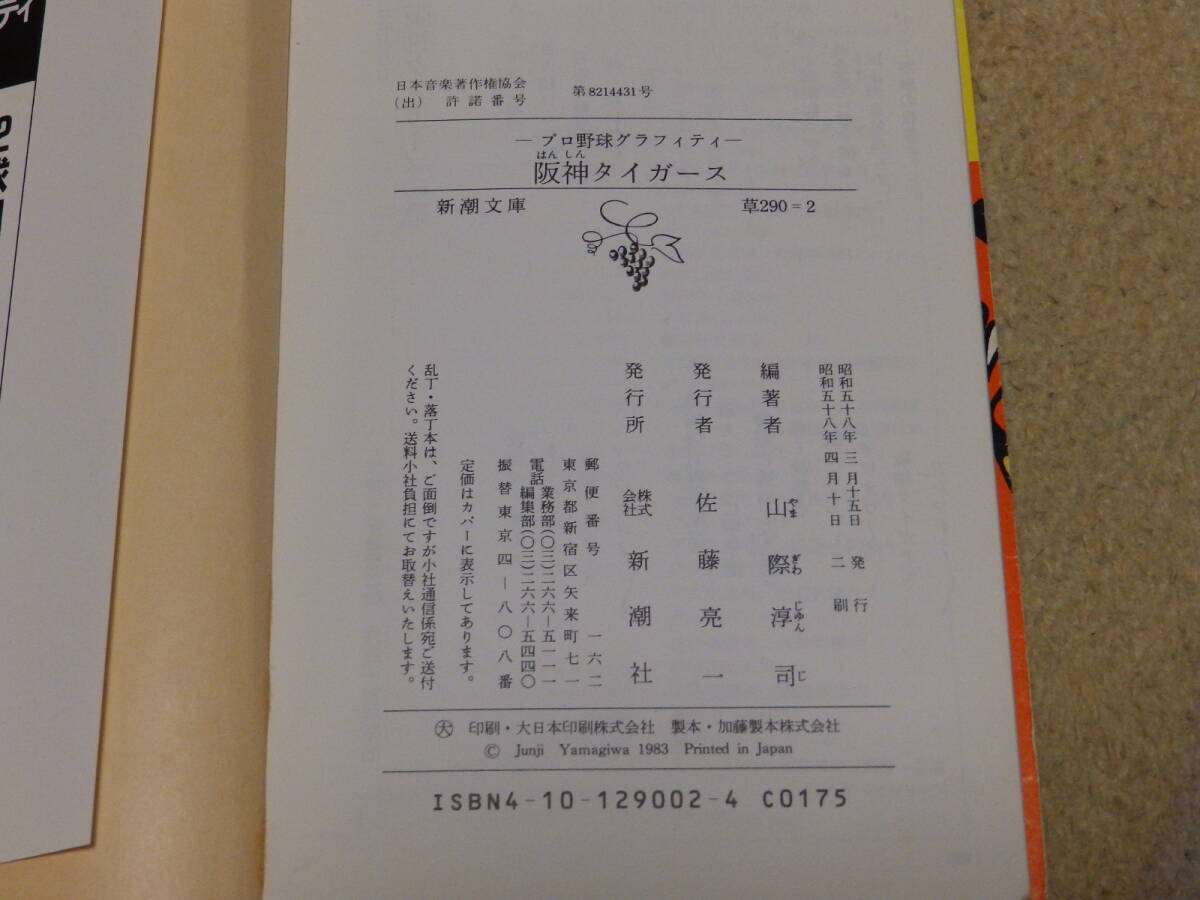 ティ
球
日本音楽著作権協会
(出) 許諾番号
第8214431号
―プロ野球グラフィティ―
はん しん
阪神タイガース
新潮文庫
草290=2
昭和五十八年 三 月十五日 発 行
昭和五十八年 四 月 十 日 二 刷
編著者 山際淳司
やま ぎわ じゆん じ
発行者 佐藤亮一
発行所 株式会社 新潮社
郵便番号 一六二
東京都新宿区矢来町七一
電話 業務部(〇三)二六六―五一一一
編集部(〇三)二六六―五四四〇
振替東京四―八〇八番
定価はカバーに表示してあります。
乱丁・落丁本は、ご面倒ですが小社通信係宛ご送付
ください。送料小社負担にてお取替えいたします。
大 印刷・大日本印刷株式会社 製本・加藤製本株式会社
© Junji Yamagiwa 1983 Printed in Japan
ISBN4-10-129002-4 C0175